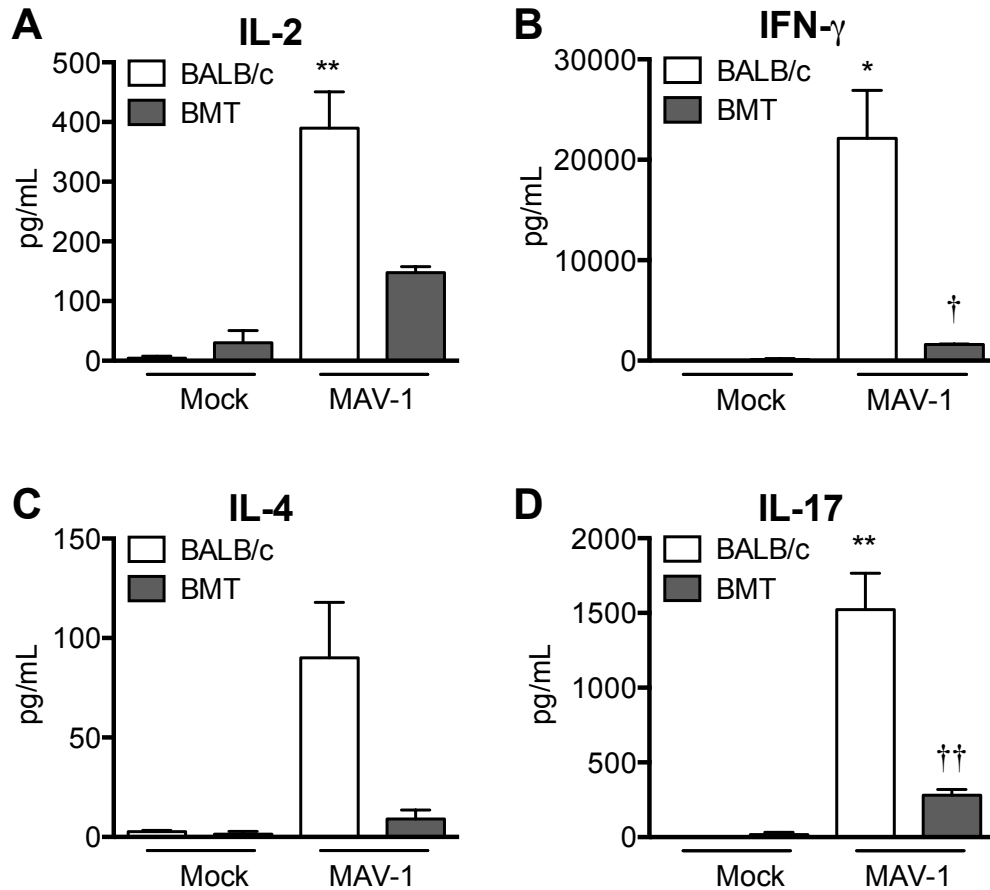 A
IL-2
BALB/c
BMT
**
pg/mL
500
400
300
200
100
0
Mock
MAV-1
B
IFN-γ
BALB/c
BMT
*
†
pg/mL
30000
20000
10000
0
Mock
MAV-1
C
IL-4
BALB/c
BMT
pg/mL
150
100
50
0
Mock
MAV-1
D
IL-17
BALB/c
BMT
**
††
pg/mL
2000
1500
1000
500
0
Mock
MAV-1